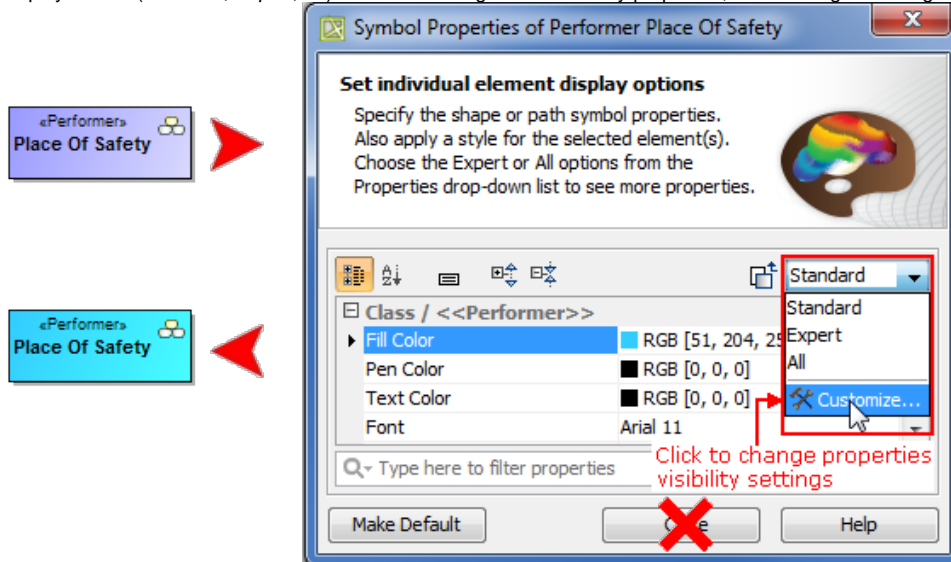 Symbol Properties of Performer Place Of Safety
Set individual element display options
Specify the shape or path symbol properties.
Also apply a style for the selected element(s).
Choose the Expert or All options from the
Properties drop-down list to see more properties.
«Performer»
Place Of Safety
«Performer»
Place Of Safety
Standard
Standard
Expert
All
Customize...
Class / <<Performer>>
Fill Color RGB [51, 204, 25
Pen Color RGB [0, 0, 0]
Text Color RGB [0, 0, 0]
Font Arial 11
Click to change properties
visibility settings
Type here to filter properties
Make Default
Help